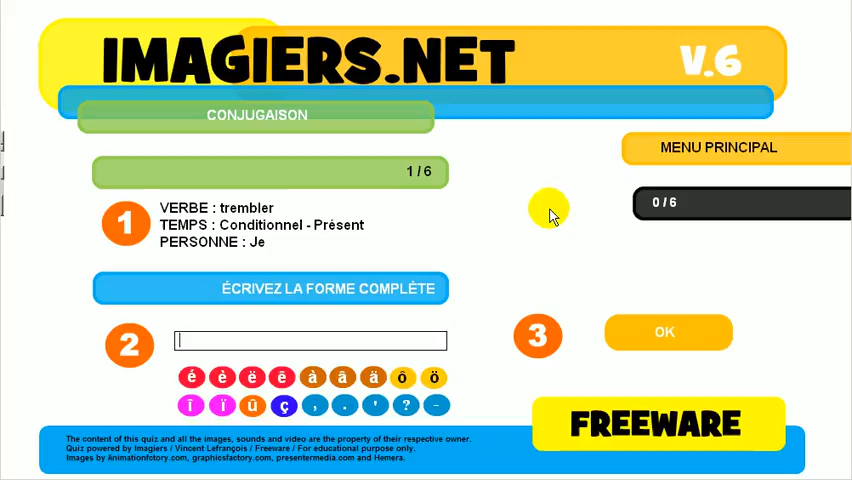 IMAGIERS.NET
V.6
CONJUGAISON
MENU PRINCIPAL
1 / 6
0 / 6
1
VERBE : trembler
TEMPS : Conditionnel - Présent
PERSONNE : Je
ÉCRIVEZ LA FORME COMPLÈTE
2
3
OK
é è ë ê à â ä ô ö
î ï û ç , . ' ? -
FREEWARE
The content of this quiz and all the images, sounds and video are the property of their respective owner.
Quiz powered by Imagiers / Vincent Lefrançois / Freeware / For educational purpose only.
Images by Animationfctory.com, graphicsfactory.com, presentermedia.com and Hemera.